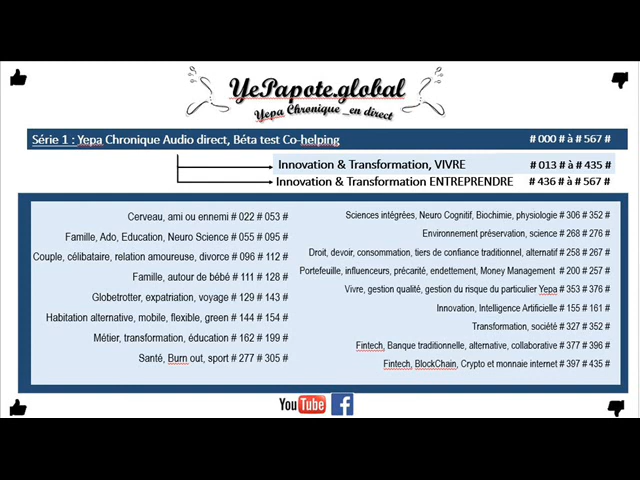 YePapote.global
Yepa Chronique _en direct
Série 1 : Yepa Chronique Audio direct, Béta test Co-helping # 000 # à # 567 #
Innovation & Transformation, VIVRE # 013 # à # 435 #
Innovation & Transformation ENTREPRENDRE # 436 # à # 567 #
Cerveau, ami ou ennemi # 022 # 053 #
Famille, Ado, Education, Neuro Science # 055 # 095 #
Couple, célibataire, relation amoureuse, divorce # 096 # 112 #
Famille, autour de bébé # 111 # 128 #
Globetrotter, expatriation, voyage # 129 # 143 #
Habitation alternative, mobile, flexible, green # 144 # 154 #
Métier, transformation, éducation # 162 # 199 #
Santé, Burn out, sport # 277 # 305 #
Sciences intégrées, Neuro Cognitif, Biochimie, physiologie # 306 # 352 #
Environnement préservation, science # 268 # 276 #
Droit, devoir, consommation, tiers de confiance traditionnel, alternatif # 258 # 267 #
Portefeuille, influenceurs, précarité, endettement, Money Management # 200 # 257 #
Vivre, gestion qualité, gestion du risque du particulier Yepa # 353 # 376 #
Innovation, Intelligence Artificielle # 155 # 161 #
Transformation, société # 327 # 352 #
Fintech, Banque traditionnelle, alternative, collaborative # 377 # 396 #
Fintech, BlockChain, Crypto et monnaie internet # 397 # 435 #
YouTube f